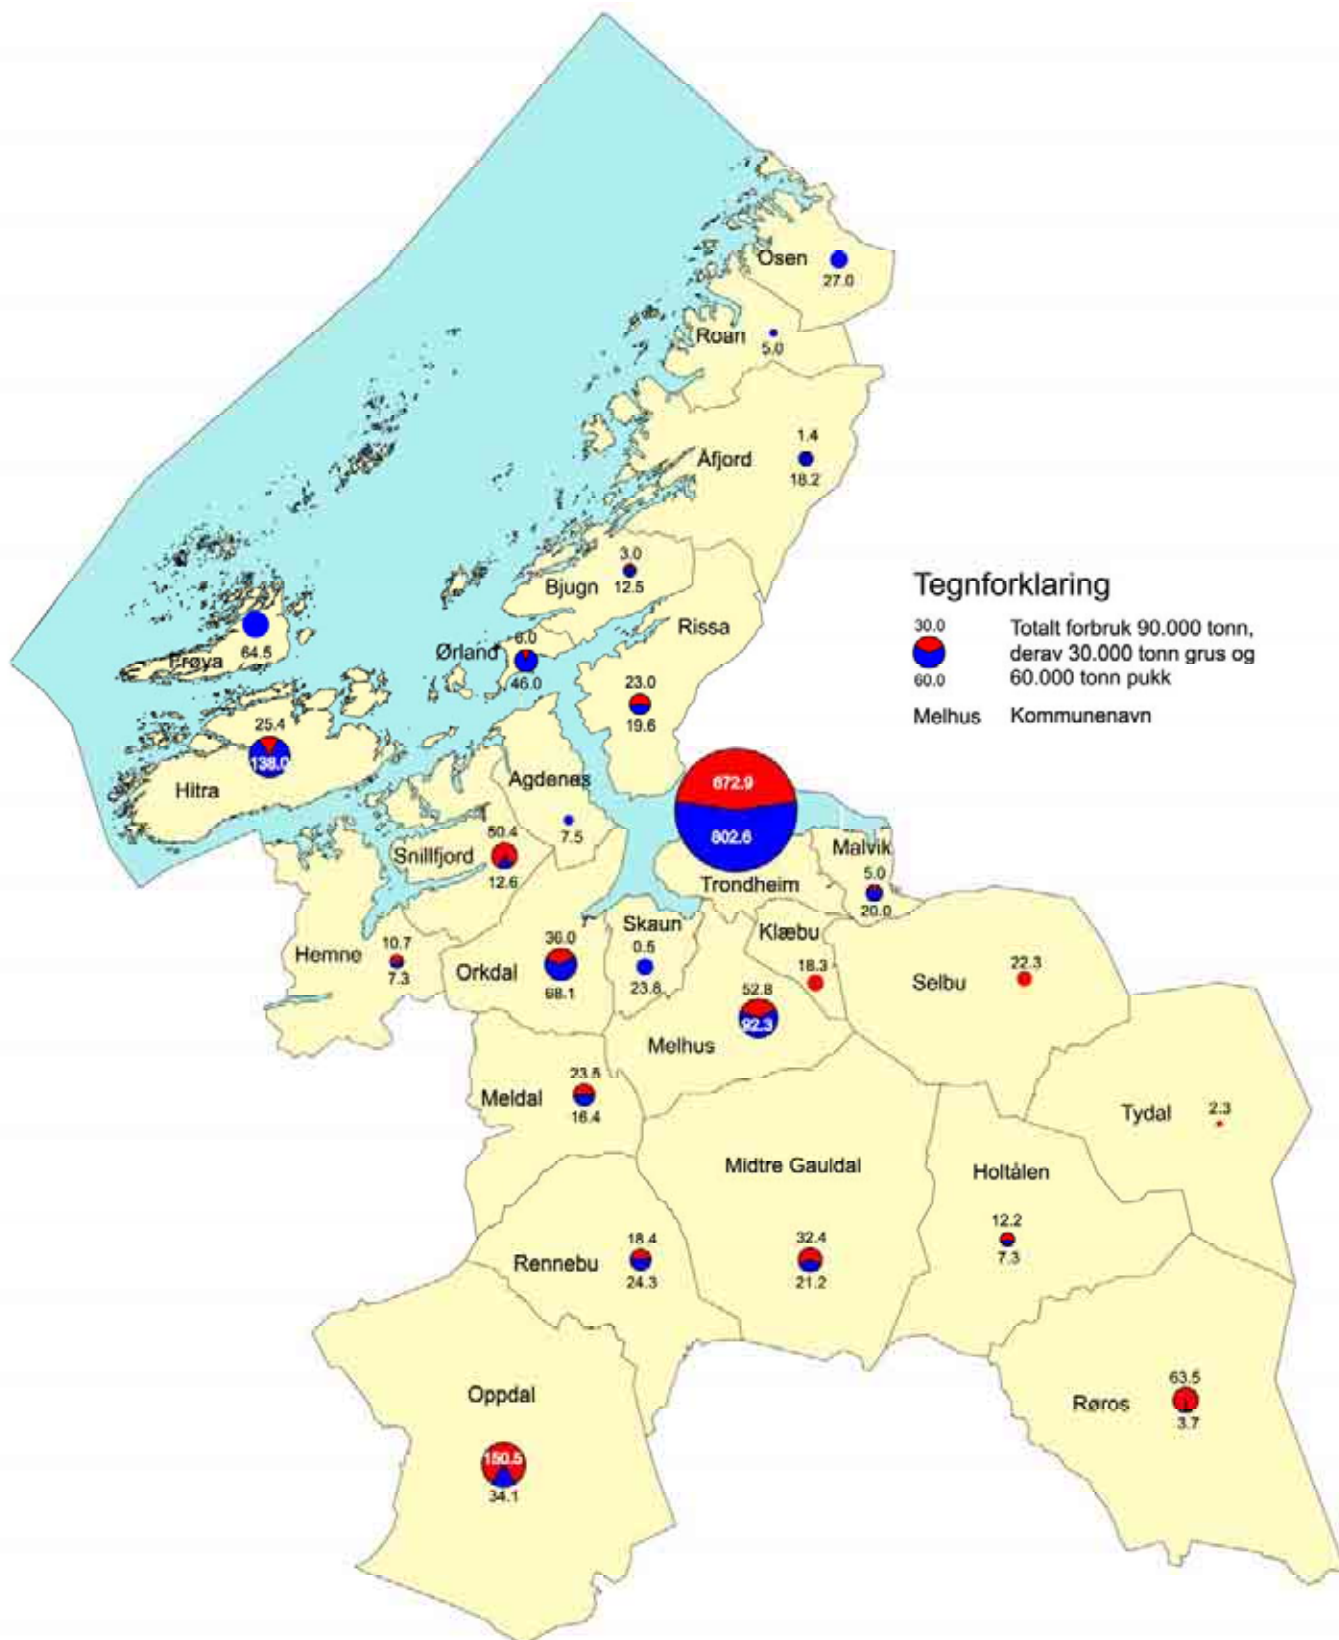 Osen
27.0
Roan
5.0
1.4
Åfjord
18.2
3.0
Bjugn
12.5
Tegnforklaring
30.0
Totalt forbruk 90.000 tonn,
derav 30.000 tonn grus og
60.0
60.000 tonn pukk
Melhus Kommunenavn
Rissa
23.0
19.6
6.0
Ørland
46.0
64.5
Frøya
25.4
138.0
Hitra
Agdenes
7.5
672.9
802.6
Trondheim
50.4
Snillfjord
12.6
Malvik
5.0
20.0
Hemne
10.7
7.3
36.0
Orkdal
68.1
Skaun
0.5
23.8
Klæbu
18.3
22.3
Selbu
52.8
92.3
Melhus
23.5
Meldal
16.4
2.3
Tydal
Midtre Gauldal
32.4
21.2
Holtålen
12.2
7.3
18.4
Rennebu
24.3
Oppdal
150.5
34.1
63.5
Røros
3.7